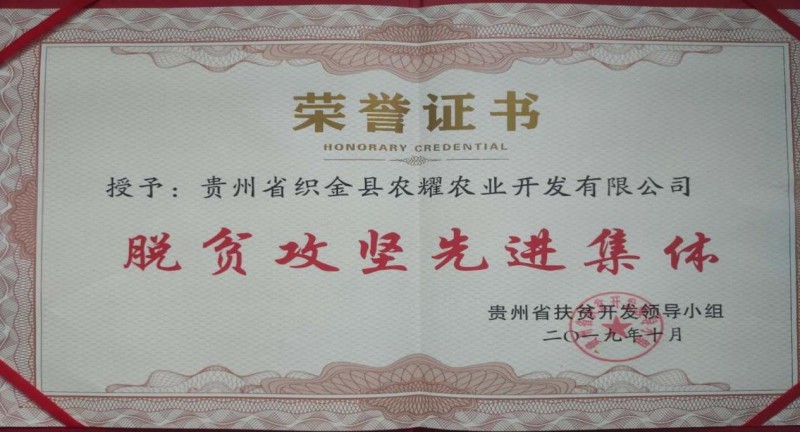 荣誉证书
HONORARY CREDENTIAL
授予：贵州省织金县农耀农业开发有限公司
脱贫攻坚先进集体
贵州省扶贫开发领导小组
二〇一九年十月